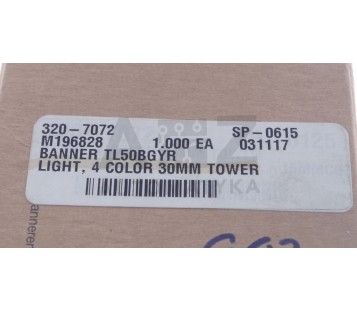 320-7072 SP-0615
M196828 1.000 EA 031117
BANNER TL50BGYR
LIGHT, 4 COLOR 30MM TOWER